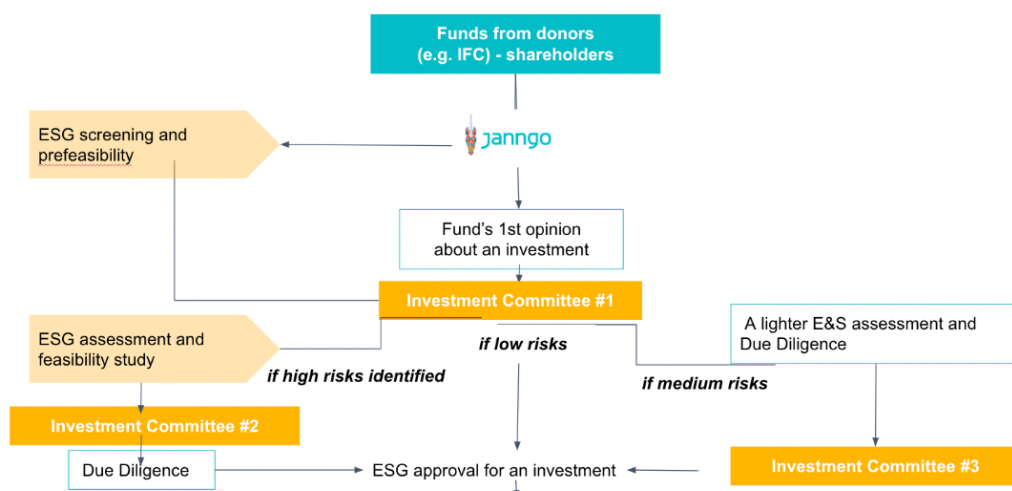 Funds from donors
(e.g. IFC) - shareholders
ESG screening and
prefeasibility
janngo
Fund's 1st opinion
about an investment
Investment Committee #1
ESG assessment and
feasibility study
if high risks identified
if low risks
if medium risks
A lighter E&S assessment and
Due Diligence
Investment Committee #2
Due Diligence
ESG approval for an investment
Investment Committee #3